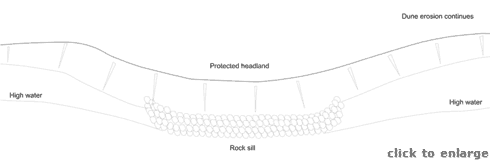 Dune erosion continues
Protected headland
High water
High water
Rock sill
click to enlarge